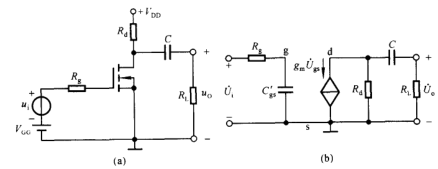 +V_DD
R_d
C
+
R_g
R_L
u_O
+
u_i
−
V_GG
−
(a)
R_g
g
g_m U̇_gs
d
C
+
+
U̇_i
C′_gs
R_d
R_L
U̇_o
−
s
−
(b)